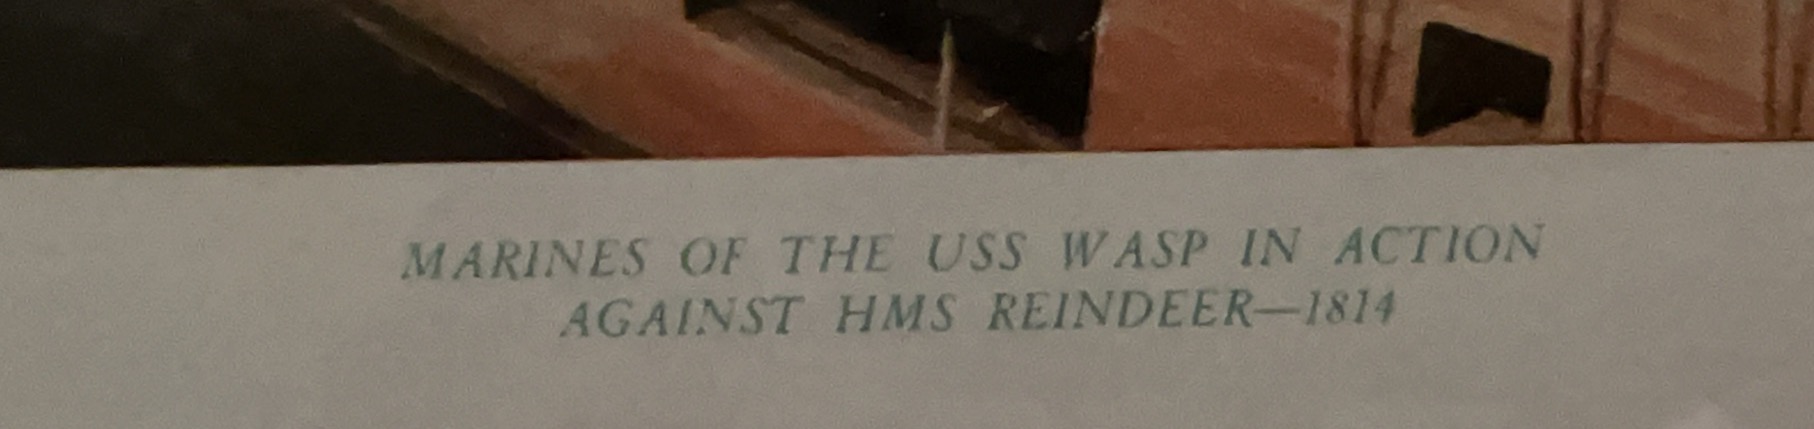 MARINES OF THE USS WASP IN ACTION
AGAINST HMS REINDEER—1814